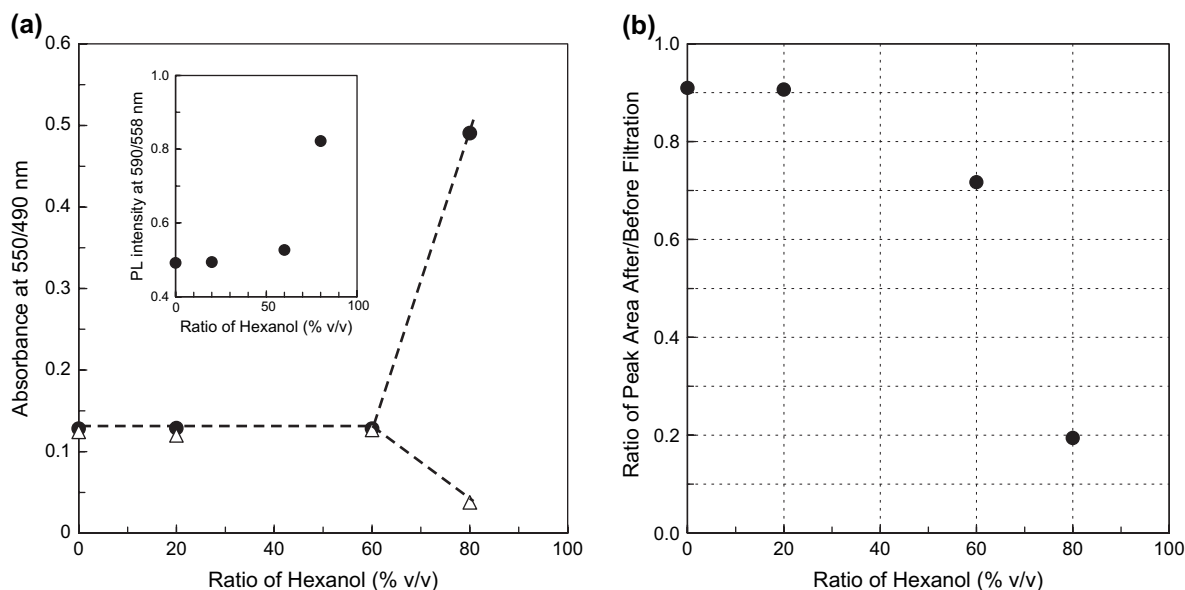 (a)
0.6
0.5
0.4
0.3
0.2
0.1
0
Absorbance at 550/490 nm
0 20 40 60 80 100
Ratio of Hexanol (% v/v)
1.0
0.8
0.6
0.4
PL intensity at 590/558 nm
0 50 100
Ratio of Hexanol (% v/v)
(b)
1.0
0.8
0.6
0.4
0.2
0.0
Ratio of Peak Area After/Before Filtration
0 20 40 60 80 100
Ratio of Hexanol (% v/v)